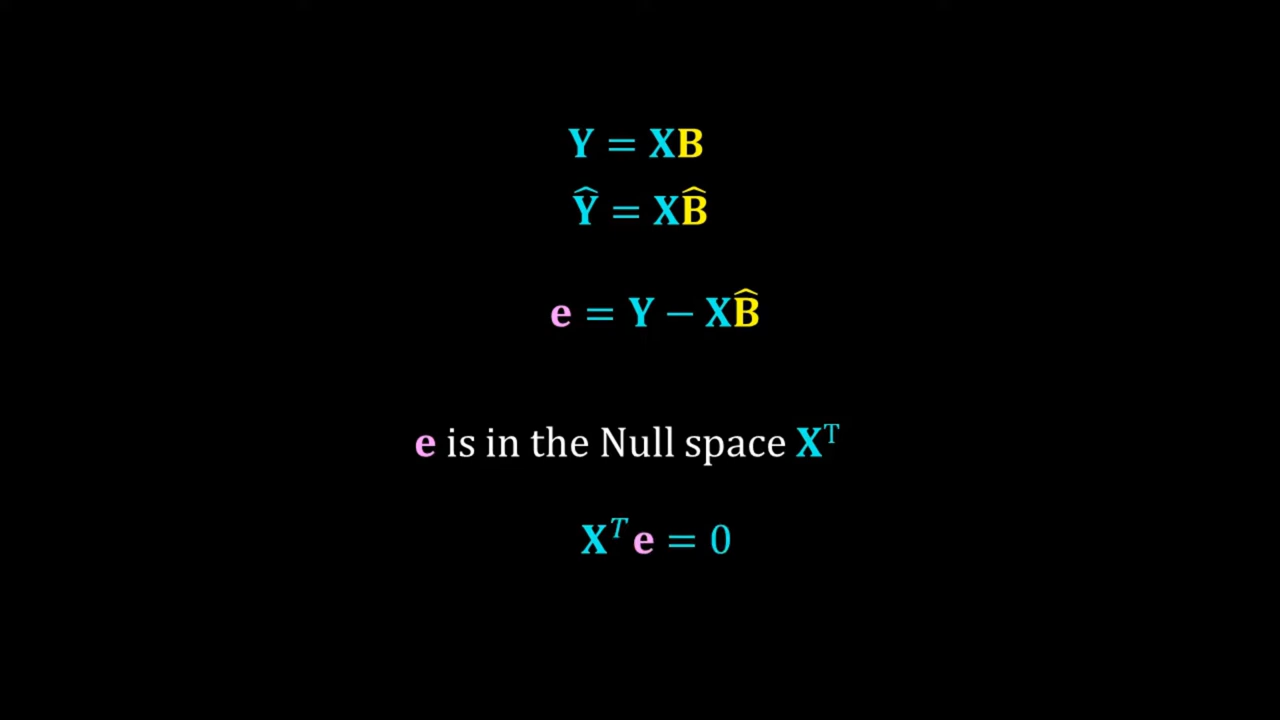 Y = XB
Ŷ = XB̂
e = Y − XB̂
e is in the Null space Xᵀ
Xᵀe = 0